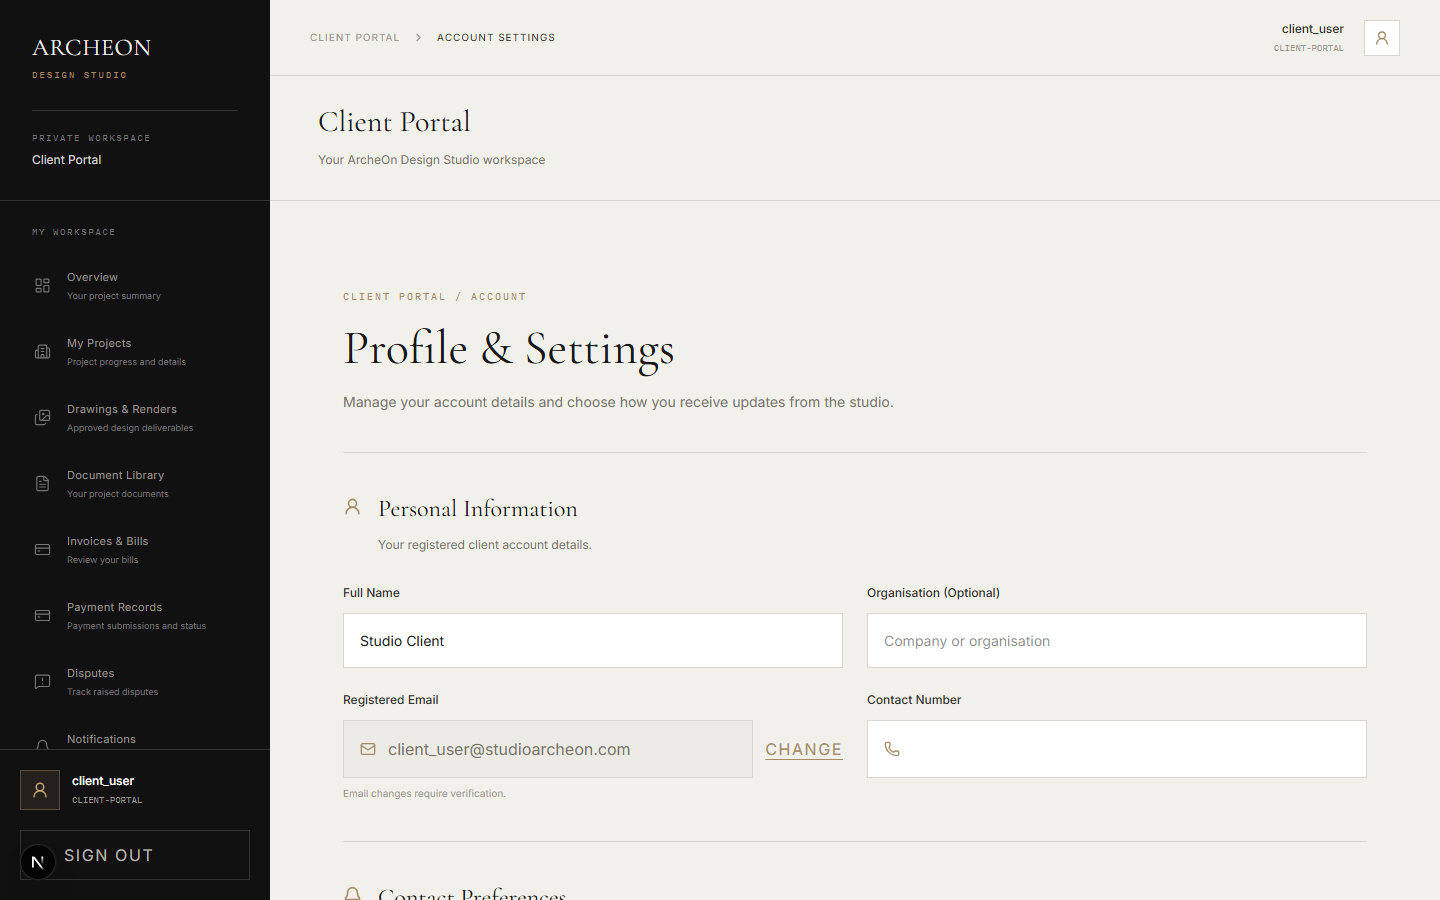 ARCHEON
DESIGN STUDIO
PRIVATE WORKSPACE
Client Portal
MY WORKSPACE
Overview
Your project summary
My Projects
Project progress and details
Drawings & Renders
Approved design deliverables
Document Library
Your project documents
Invoices & Bills
Review your bills
Payment Records
Payment submissions and status
Disputes
Track raised disputes
Notifications
client_user
CLIENT-PORTAL
N
SIGN OUT
CLIENT PORTAL > ACCOUNT SETTINGS
client_user
CLIENT-PORTAL
Client Portal
Your ArcheOn Design Studio workspace
CLIENT PORTAL / ACCOUNT
Profile & Settings
Manage your account details and choose how you receive updates from the studio.
Personal Information
Your registered client account details.
Full Name
Studio Client
Organisation (Optional)
Company or organisation
Registered Email
client_user@studioarcheon.com
CHANGE
Email changes require verification.
Contact Number
Contact Preferences